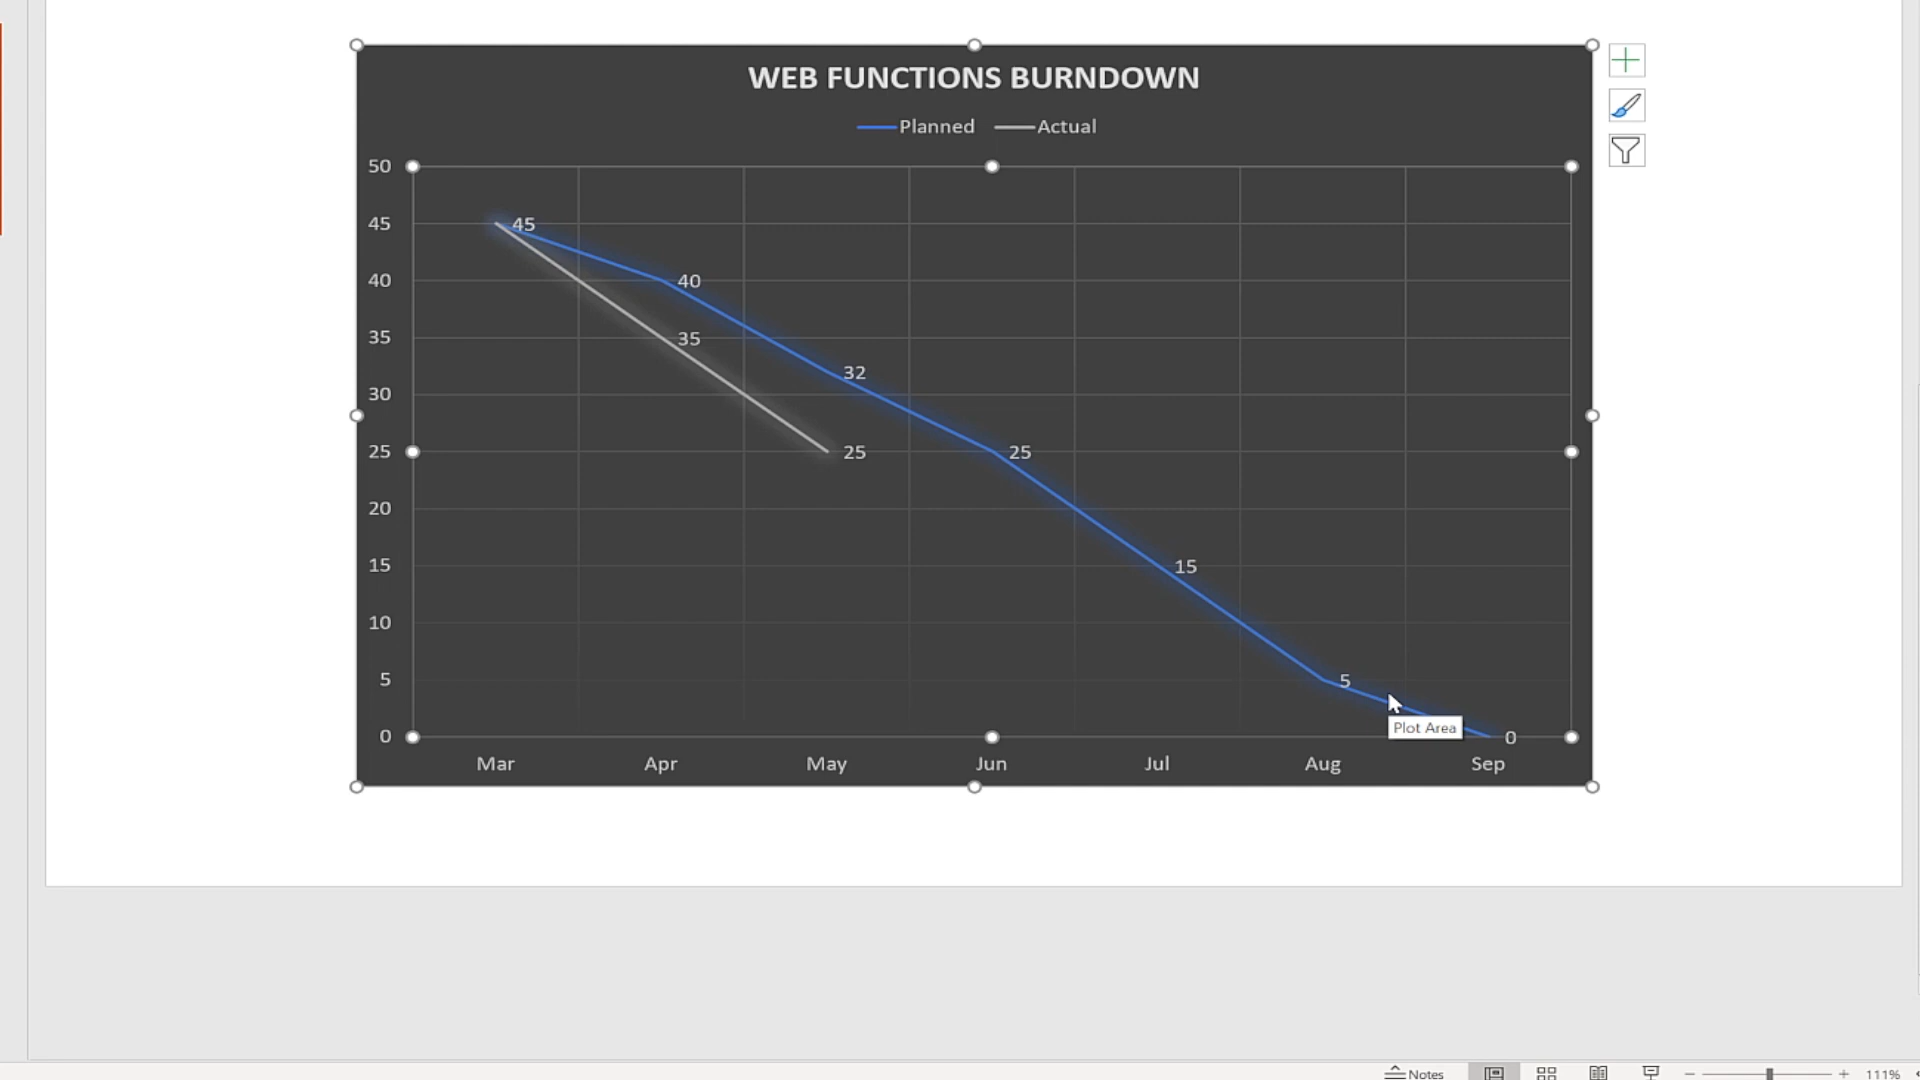 WEB FUNCTIONS BURNDOWN
Planned Actual
50
45 45
40 40
35 35
32
30
25 25 25
20
15 15
10
5 5
Plot Area
0 0
Mar Apr May Jun Jul Aug Sep
Notes 111%